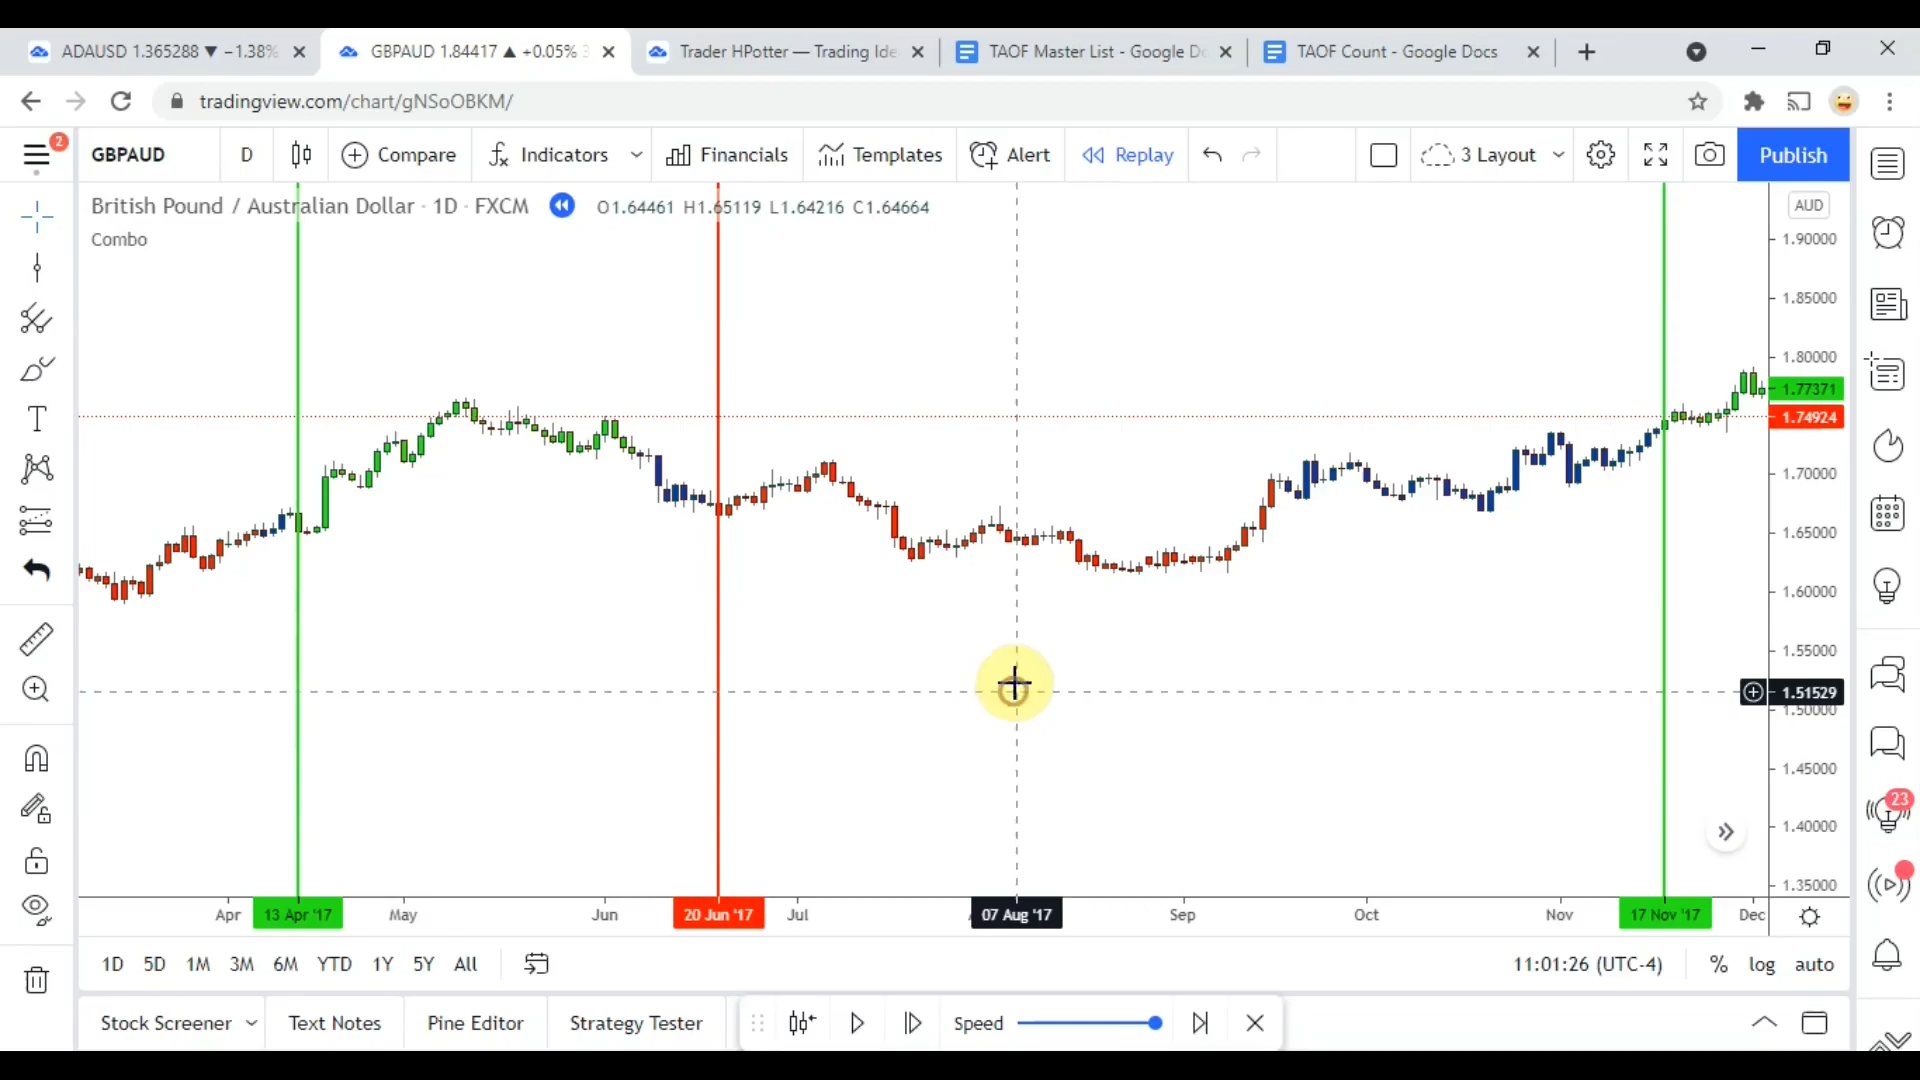 ADAUSD 1.365288 ▼ −1.38%
GBPAUD 1.84417 ▲ +0.05%
Trader HPotter — Trading Ide
TAOF Master List - Google Do
TAOF Count - Google Docs
tradingview.com/chart/gNSoOBKM/
2
GBPAUD
D
Compare
Indicators
Financials
Templates
Alert
Replay
3 Layout
Publish
British Pound / Australian Dollar · 1D · FXCM
O1.64461 H1.65119 L1.64216 C1.64664
AUD
Combo
1.90000
1.85000
1.80000
1.77371
1.74924
1.70000
1.65000
1.60000
1.55000
1.51529
1.50000
1.45000
1.40000
1.35000
23
Apr
13 Apr '17
May
Jun
20 Jun '17
Jul
07 Aug '17
Sep
Oct
Nov
17 Nov '17
Dec
1D 5D 1M 3M 6M YTD 1Y 5Y All
11:01:26 (UTC-4)
% log auto
Stock Screener
Text Notes
Pine Editor
Strategy Tester
Speed